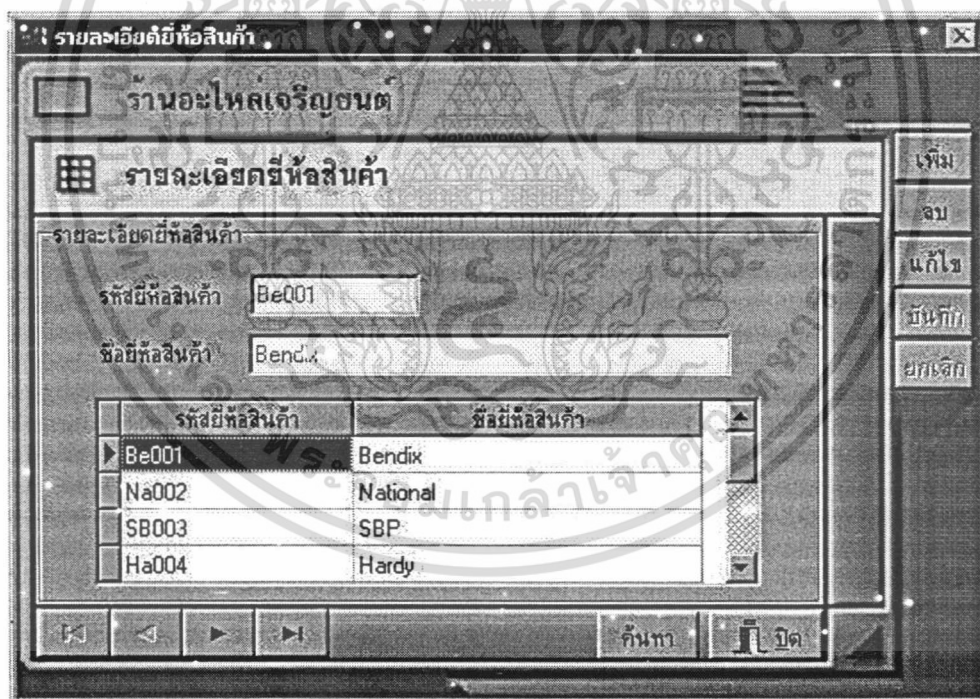 รายละเอียดยี่ห้อสินค้า
ร้านอะไหล่เจริญยนต์
รายละเอียดยี่ห้อสินค้า
รายละเอียดยี่ห้อสินค้า
รหัสยี่ห้อสินค้า Be001
ชื่อยี่ห้อสินค้า Bendix
รหัสยี่ห้อสินค้า ชื่อยี่ห้อสินค้า
Be001 Bendix
Na002 National
SB003 SBP
Ha004 Hardy
ค้นหา ปิด
เพิ่ม
ลบ
แก้ไข
บันทึก
ยกเลิก